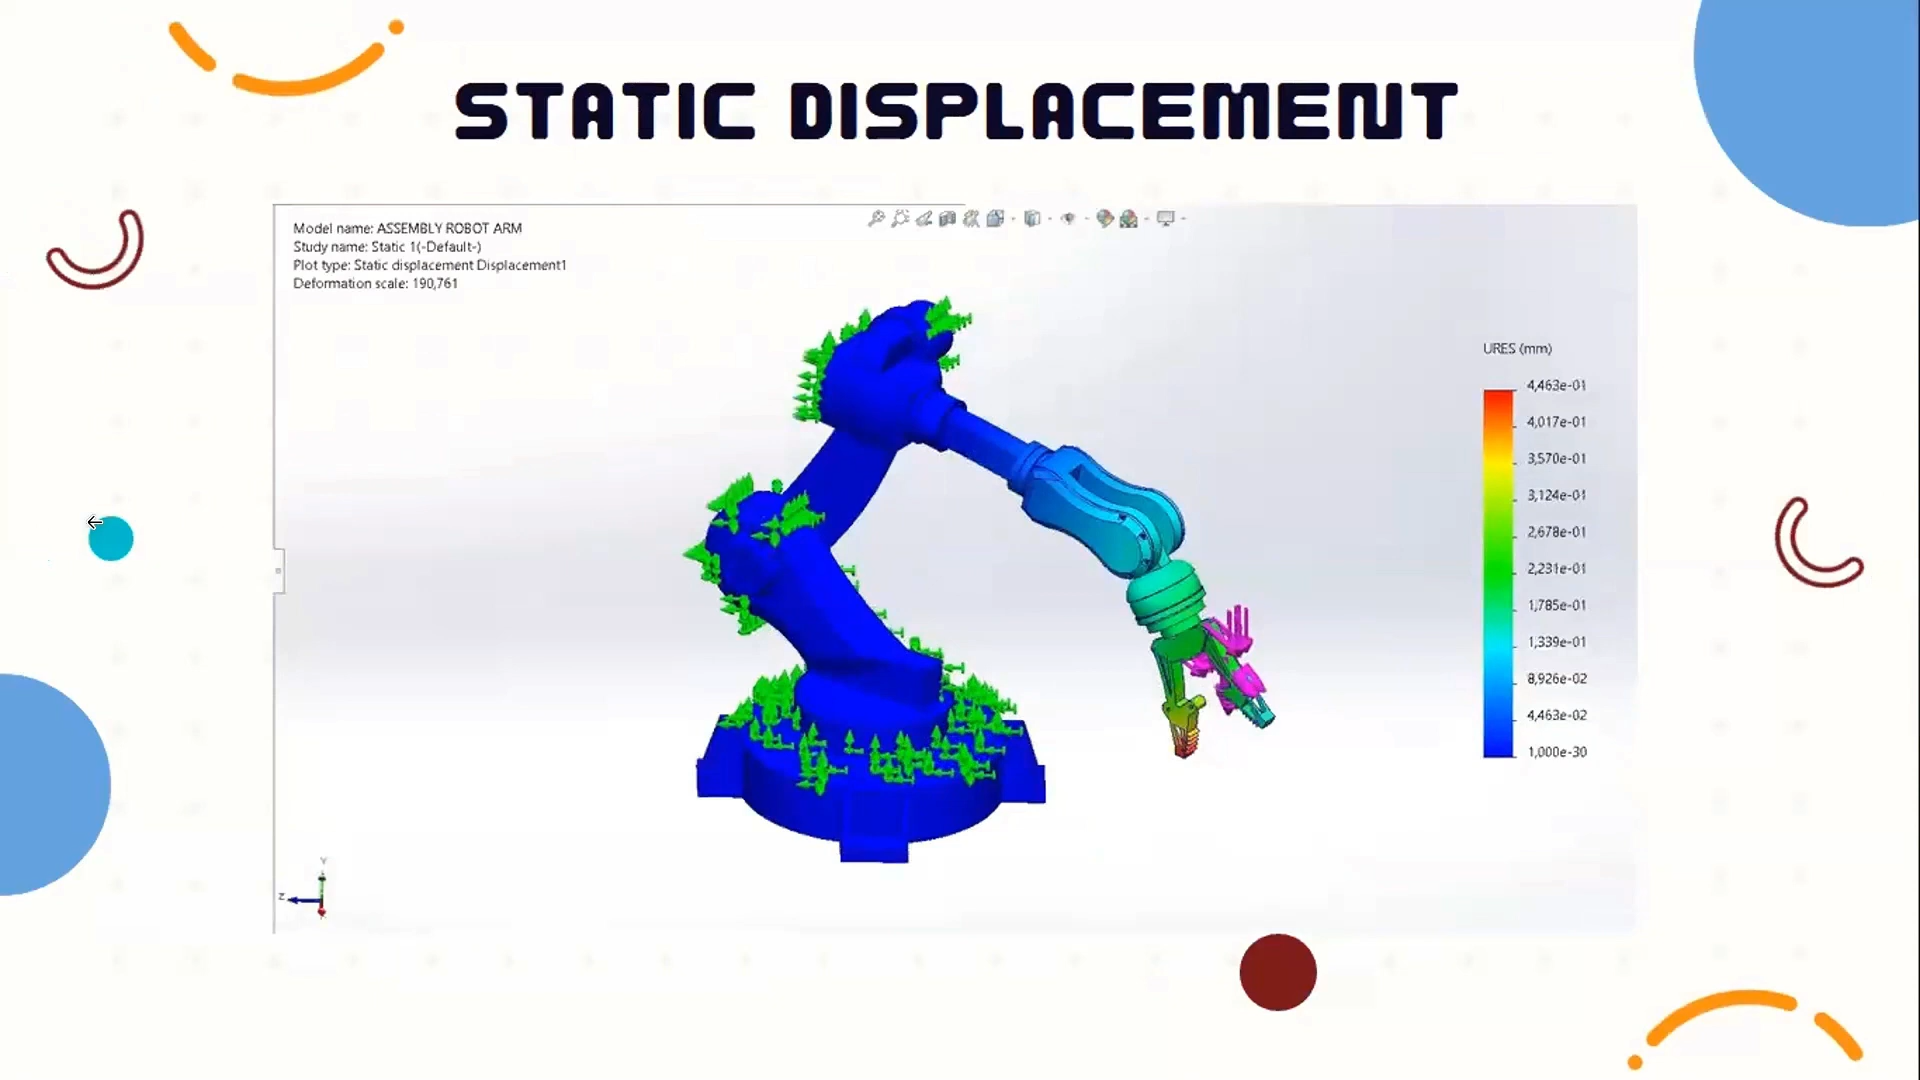 STATIC DISPLACEMENT
Model name: ASSEMBLY ROBOT ARM
Study name: Static 1(-Default-)
Plot type: Static displacement Displacement1
Deformation scale: 190,761
URES (mm)
4,463e-01
4,017e-01
3,570e-01
3,124e-01
2,678e-01
2,231e-01
1,785e-01
1,339e-01
8,926e-02
4,463e-02
1,000e-30
Y
Z